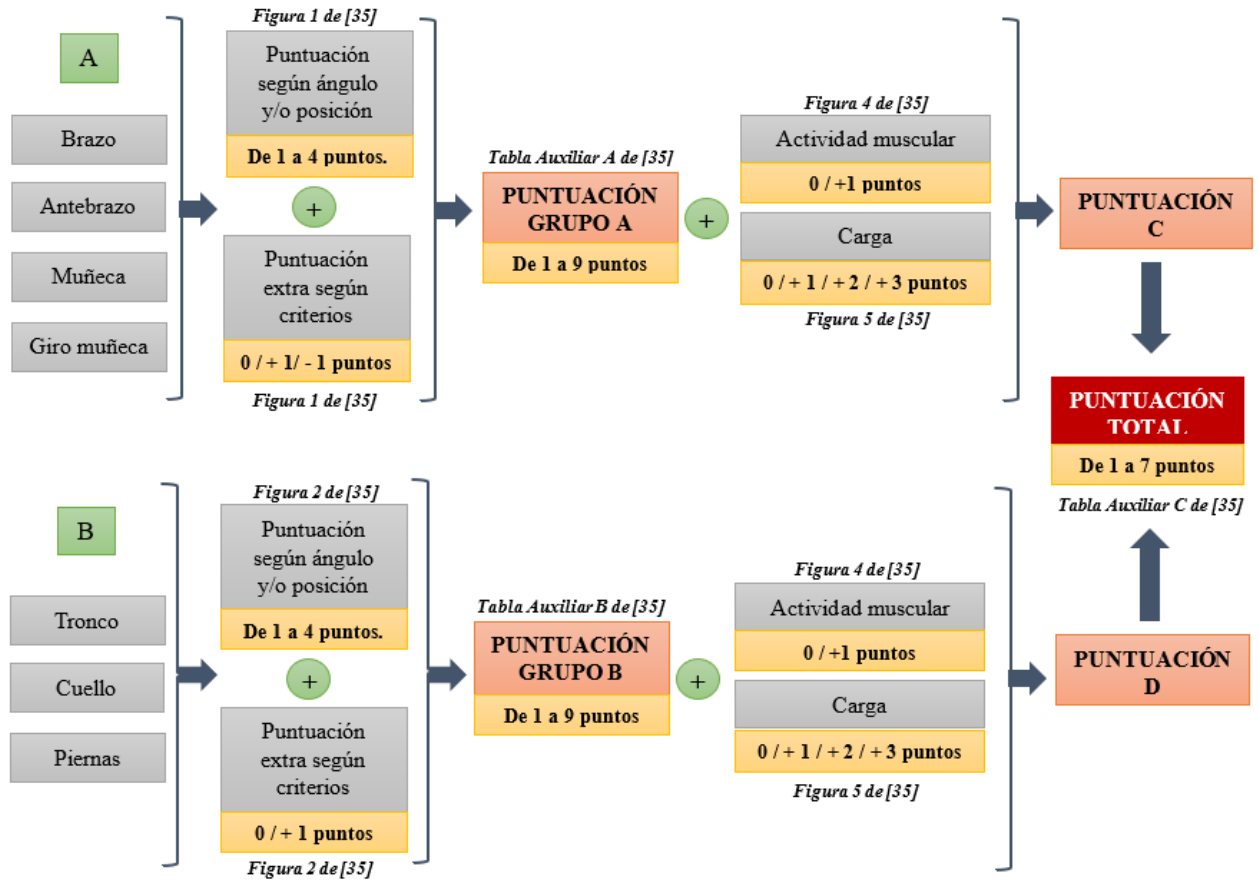 A
Brazo
Antebrazo
Muñeca
Giro muñeca
Figura 1 de [35]
Puntuación
según ángulo
y/o posición
De 1 a 4 puntos.
+
Puntuación
extra según
criterios
0 / + 1/ - 1 puntos
Figura 1 de [35]
Tabla Auxiliar A de [35]
PUNTUACIÓN
GRUPO A
De 1 a 9 puntos
+
Figura 4 de [35]
Actividad muscular
0 / +1 puntos
Carga
0 / + 1 / + 2 / + 3 puntos
Figura 5 de [35]
PUNTUACIÓN
C
PUNTUACIÓN
TOTAL
De 1 a 7 puntos
Tabla Auxiliar C de [35]
B
Tronco
Cuello
Piernas
Figura 2 de [35]
Puntuación
según ángulo
y/o posición
De 1 a 4 puntos.
+
Puntuación
extra según
criterios
0 / + 1 puntos
Figura 2 de [35]
Tabla Auxiliar B de [35]
PUNTUACIÓN
GRUPO B
De 1 a 9 puntos
+
Figura 4 de [35]
Actividad muscular
0 / +1 puntos
Carga
0 / + 1 / + 2 / + 3 puntos
Figura 5 de [35]
PUNTUACIÓN
D